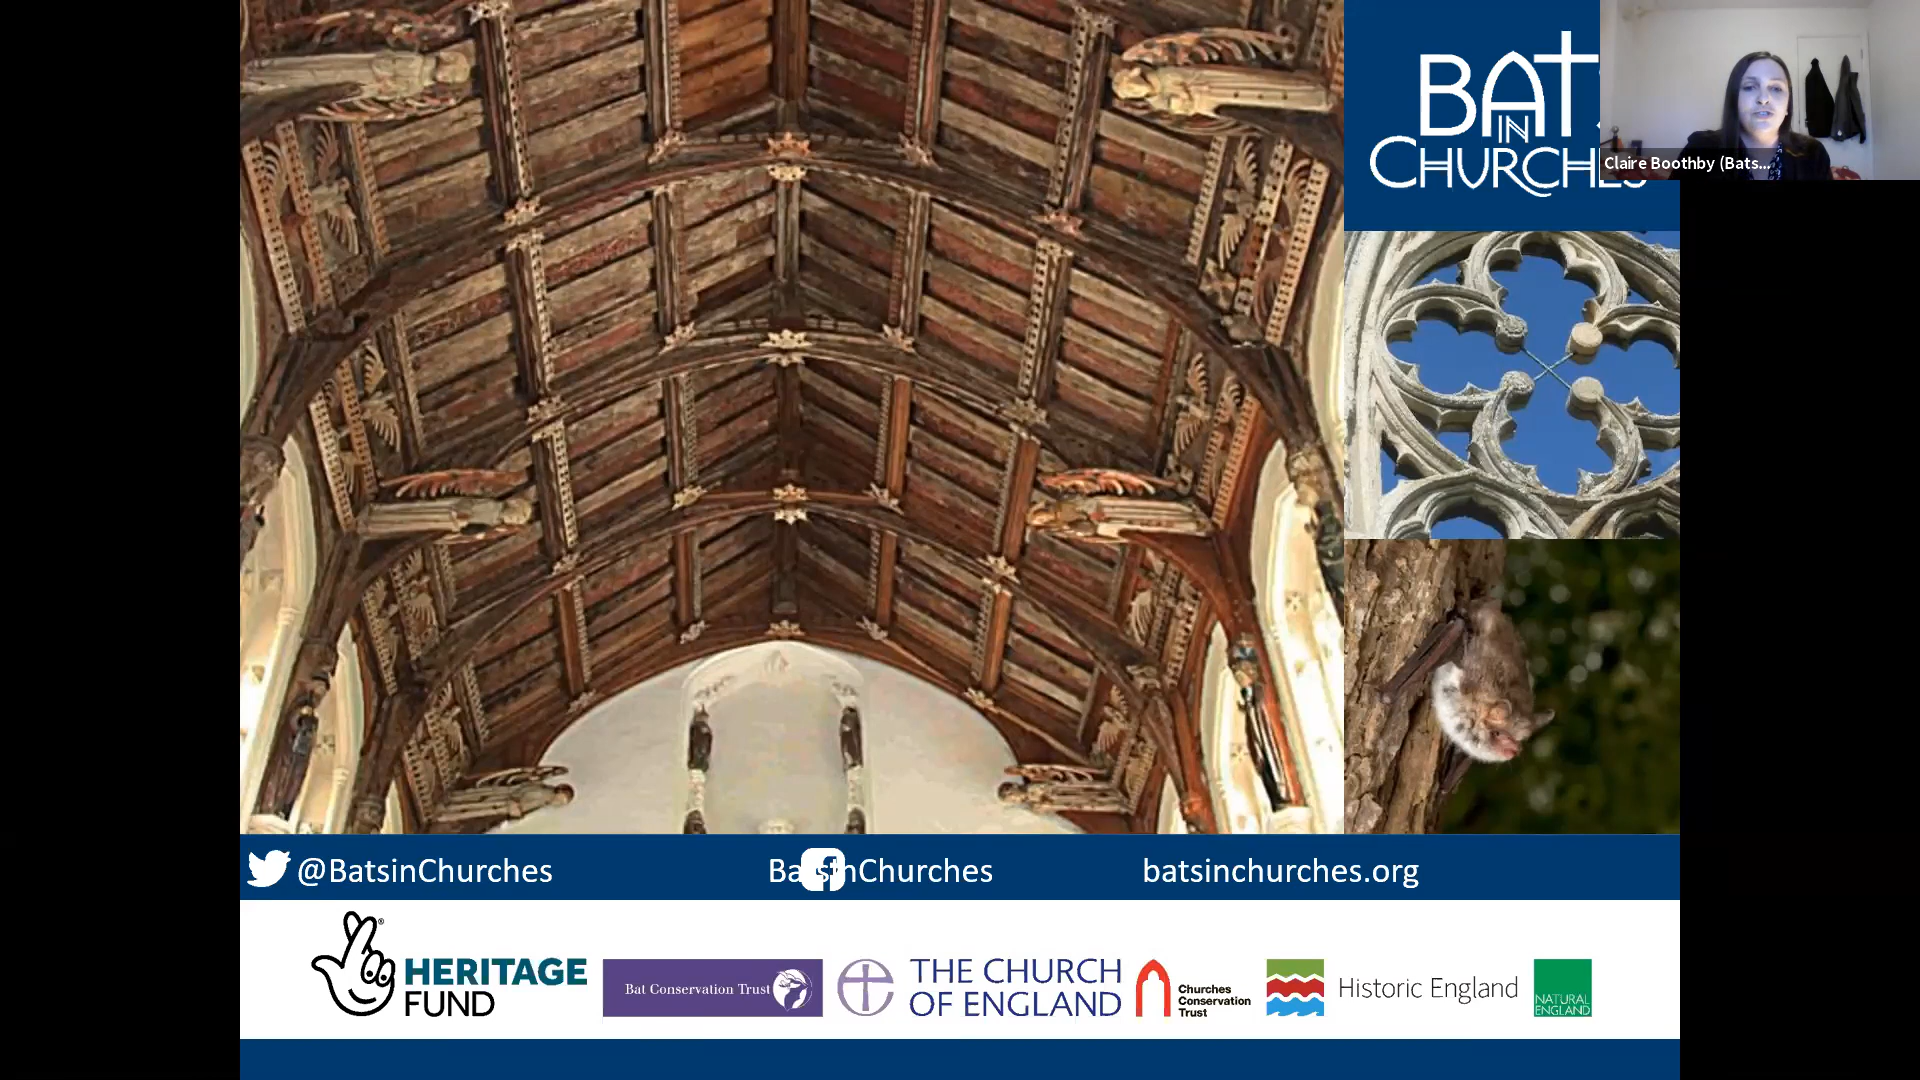 BATS
IN
CHURCHES
Claire Boothby (Bats...
@BatsinChurches
BatsinChurches
batsinchurches.org
HERITAGE
FUND
Bat Conservation Trust
THE CHURCH
OF ENGLAND
Churches
Conservation
Trust
Historic England
NATURAL
ENGLAND